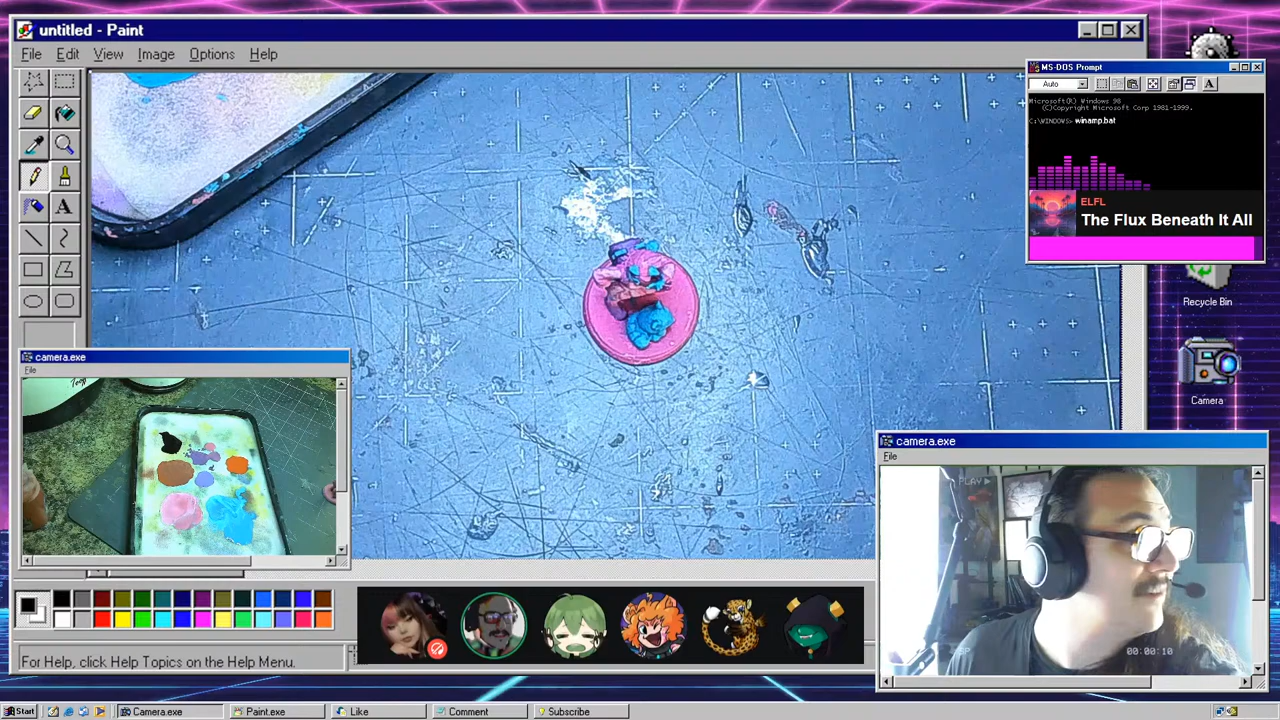 untitled - Paint
File Edit View Image Options Help
MS-DOS Prompt
Auto
A
Microsoft(R) Windows 98
(C)Copyright Microsoft Corp 1981-1999.
C:\WINDOWS> winamp.bat
ELFL
The Flux Beneath It All
A
Recycle Bin
Camera
camera.exe
File
camera.exe
File
PLAY
00:00:10
For Help, click Help Topics on the Help Menu.
Start Camera.exe Paint.exe Like Comment Subscribe